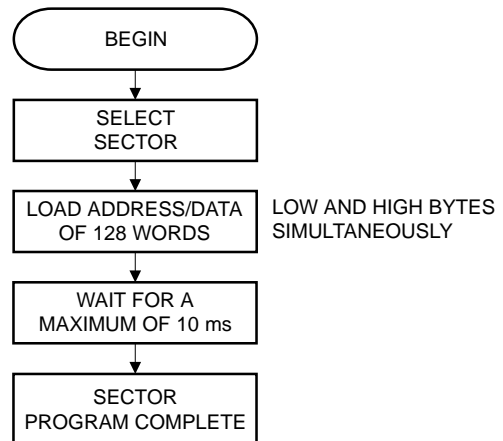 BEGIN
SELECT
SECTOR
LOAD ADDRESS/DATA
OF 128 WORDS
LOW AND HIGH BYTES
SIMULTANEOUSLY
WAIT FOR A
MAXIMUM OF 10 ms
SECTOR
PROGRAM COMPLETE